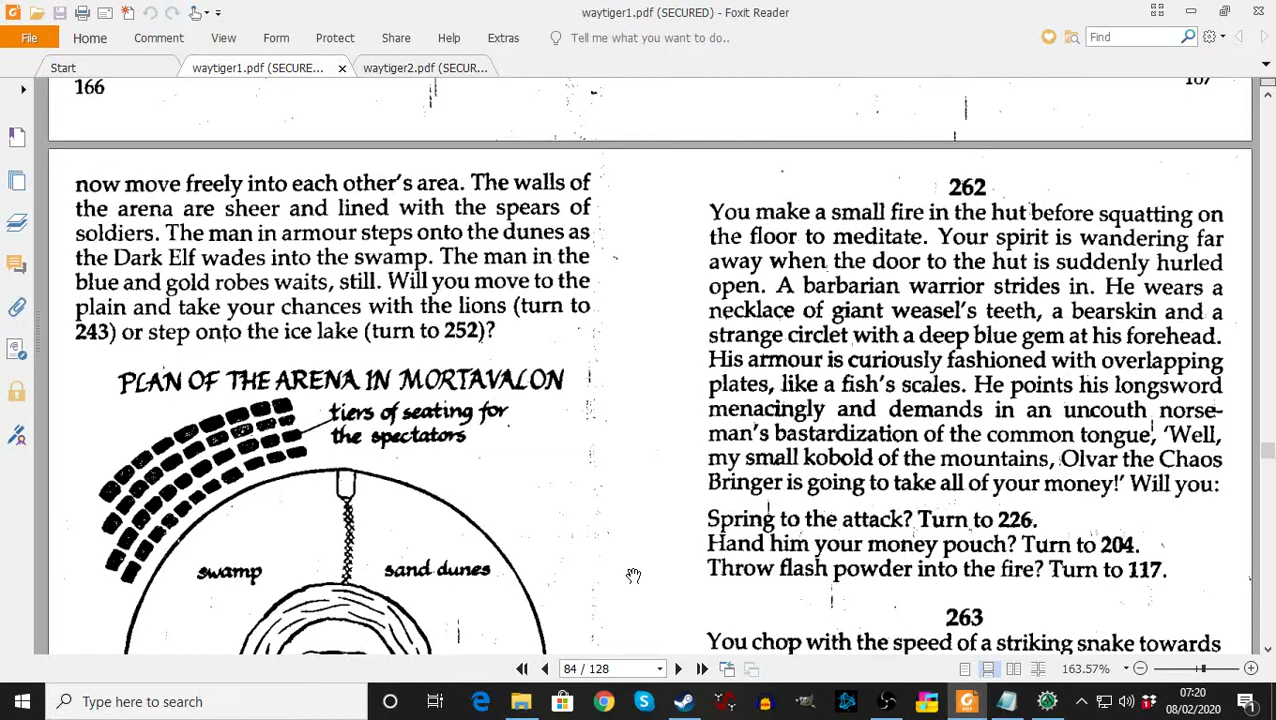 waytiger1.pdf (SECURED) - Foxit Reader
File
Home
Comment
View
Form
Protect
Share
Help
Extras
Tell me what you want to do..
Find
Start
waytiger1.pdf (SECURE...
waytiger2.pdf (SECUR...
166
167
now move freely into each other's area. The walls of
the arena are sheer and lined with the spears of
soldiers. The man in armour steps onto the dunes as
the Dark Elf wades into the swamp. The man in the
blue and gold robes waits, still. Will you move to the
plain and take your chances with the lions (turn to
243) or step onto the ice lake (turn to 252)?
PLAN OF THE ARENA IN MORTAVALON
tiers of seating for
the spectators
swamp
sand dunes
262
You make a small fire in the hut before squatting on
the floor to meditate. Your spirit is wandering far
away when the door to the hut is suddenly hurled
open. A barbarian warrior strides in. He wears a
necklace of giant weasel's teeth, a bearskin and a
strange circlet with a deep blue gem at his forehead.
His armour is curiously fashioned with overlapping
plates, like a fish's scales. He points his longsword
menacingly and demands in an uncouth norse-
man's bastardization of the common tongue, 'Well,
my small kobold of the mountains, Olvar the Chaos
Bringer is going to take all of your money!' Will you:
Spring to the attack? Turn to 226.
Hand him your money pouch? Turn to 204.
Throw flash powder into the fire? Turn to 117.
263
You chop with the speed of a striking snake towards
84 / 128
163.57%
Type here to search
07:20
08/02/2020